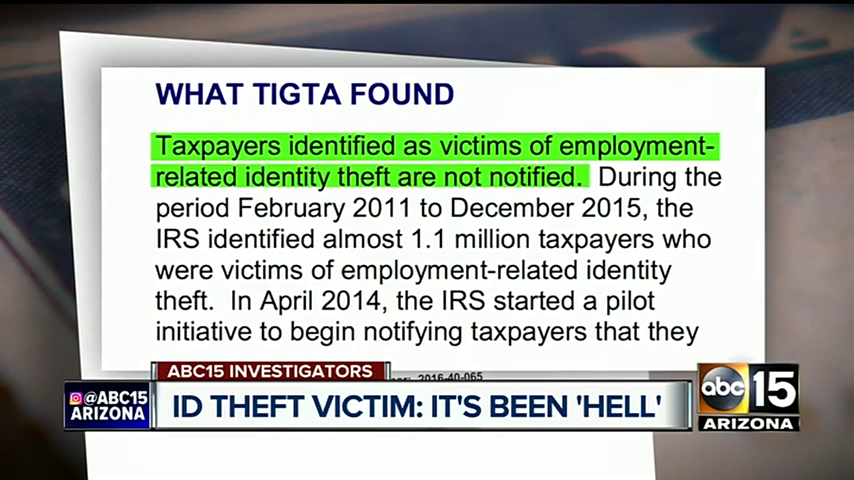 WHAT TIGTA FOUND
Taxpayers identified as victims of employment-
related identity theft are not notified. During the
period February 2011 to December 2015, the
IRS identified almost 1.1 million taxpayers who
were victims of employment-related identity
theft. In April 2014, the IRS started a pilot
initiative to begin notifying taxpayers that they
2016-40-065
ABC15 INVESTIGATORS
@ABC15
ARIZONA
ID THEFT VICTIM: IT'S BEEN 'HELL'
abc 15
ARIZONA